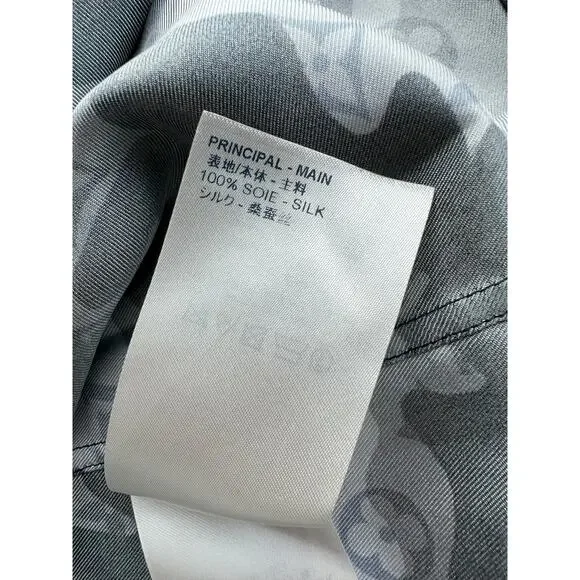 PRINCIPAL - MAIN
表地/本体 - 主料
100% SOIE - SILK
シルク - 桑蚕丝